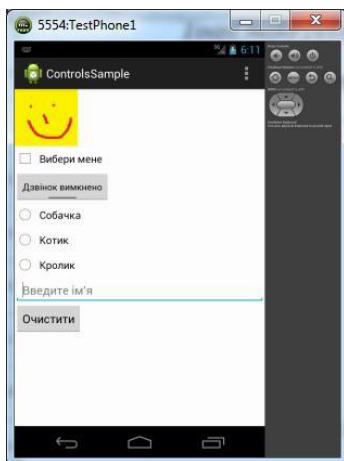 5554:TestPhone1
6:11
ControlsSample
Вибери мене
Дзвінок вимкнено
Собачка
Котик
Кролик
Введите ім'я
Очистити